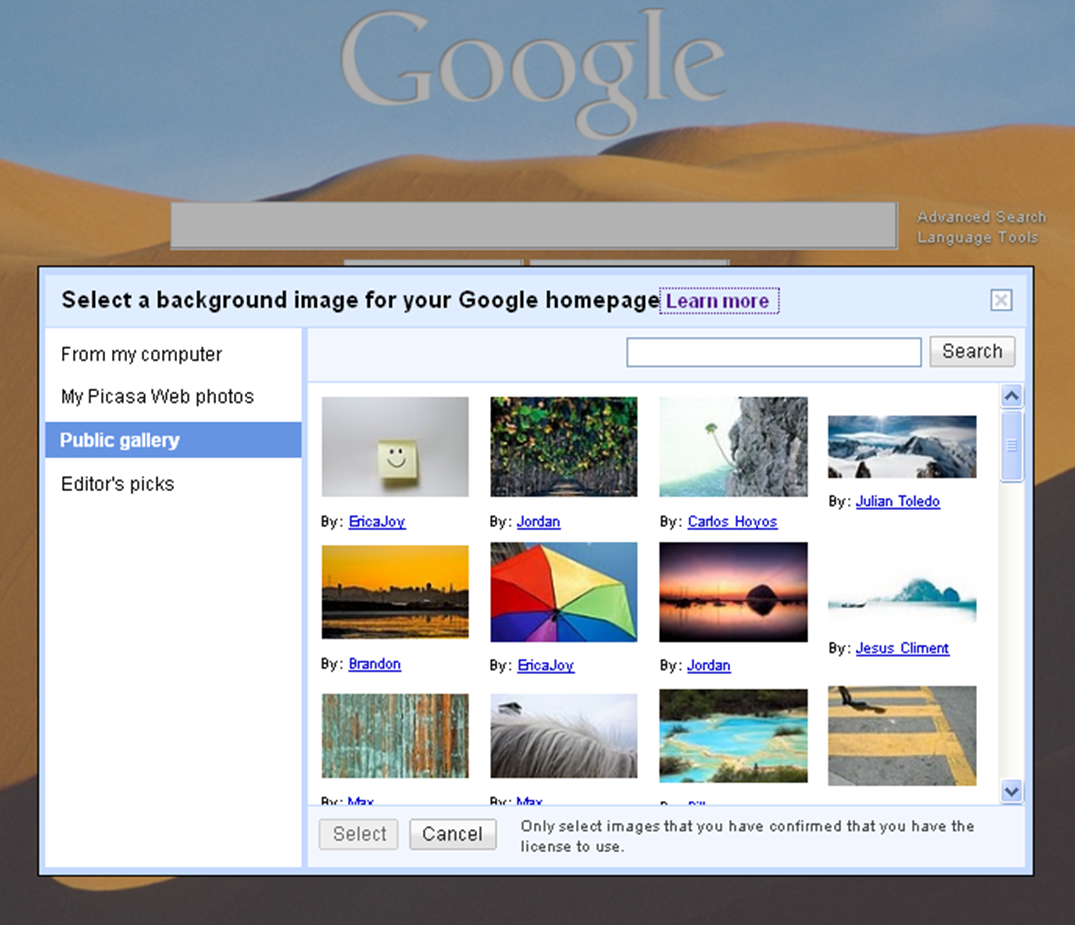 Google
Advanced Search
Language Tools
Select a background image for your Google homepage Learn more
From my computer
My Picasa Web photos
Public gallery
Editor's picks
Search
By: EricaJoy
By: Jordan
By: Carlos Hoyos
By: Julian Toledo
By: Brandon
By: EricaJoy
By: Jordan
By: Jesus Climent
By: Max
By: Max
By:
Select
Cancel
Only select images that you have confirmed that you have the
license to use.